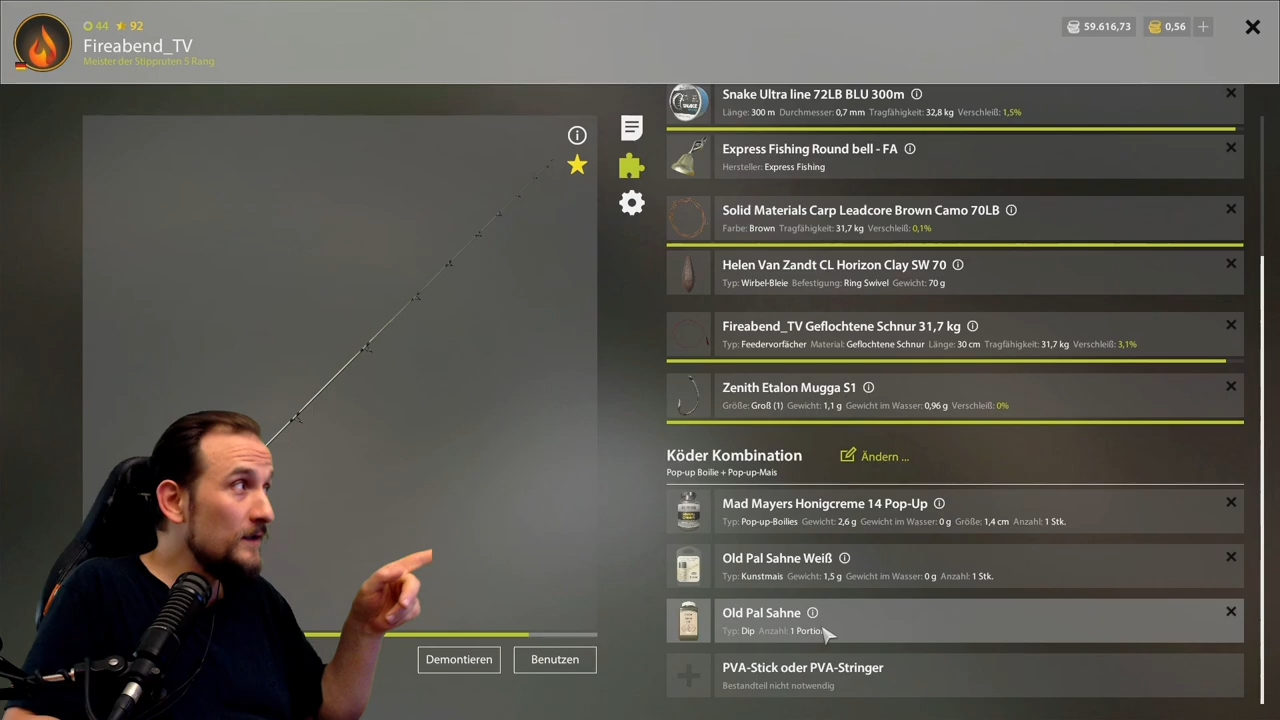 44 92
Fireabend_TV
Meister der Stippruten 5 Rang
59.616,73
0,56
Snake Ultra line 72LB BLU 300m
Länge: 300 m Durchmesser: 0,7 mm Tragfähigkeit: 32,8 kg Verschleiß: 1,5%
Express Fishing Round bell - FA
Hersteller: Express Fishing
Solid Materials Carp Leadcore Brown Camo 70LB
Farbe: Brown Tragfähigkeit: 31,7 kg Verschleiß: 0,1%
Helen Van Zandt CL Horizon Clay SW 70
Typ: Wirbel-Bleie Befestigung: Ring Swivel Gewicht: 70 g
Fireabend_TV Geflochtene Schnur 31,7 kg
Typ: Feedervorfächer Material: Geflochtene Schnur Länge: 30 cm Tragfähigkeit: 31,7 kg Verschleiß: 3,1%
Zenith Etalon Mugga S1
Größe: Groß (1) Gewicht: 1,1 g Gewicht im Wasser: 0,96 g Verschleiß: 0%
Köder Kombination
Ändern ...
Pop-up Boilie + Pop-up-Mais
Mad Mayers Honigcreme 14 Pop-Up
Typ: Pop-up-Boilies Gewicht: 2,6 g Gewicht im Wasser: 0 g Größe: 1,4 cm Anzahl: 1 Stk.
Old Pal Sahne Weiß
Typ: Kunstmais Gewicht: 1,5 g Gewicht im Wasser: 0 g Anzahl: 1 Stk.
Old Pal Sahne
Typ: Dip Anzahl: 1 Portio
PVA-Stick oder PVA-Stringer
Bestandteil nicht notwendig
Demontieren
Benutzen